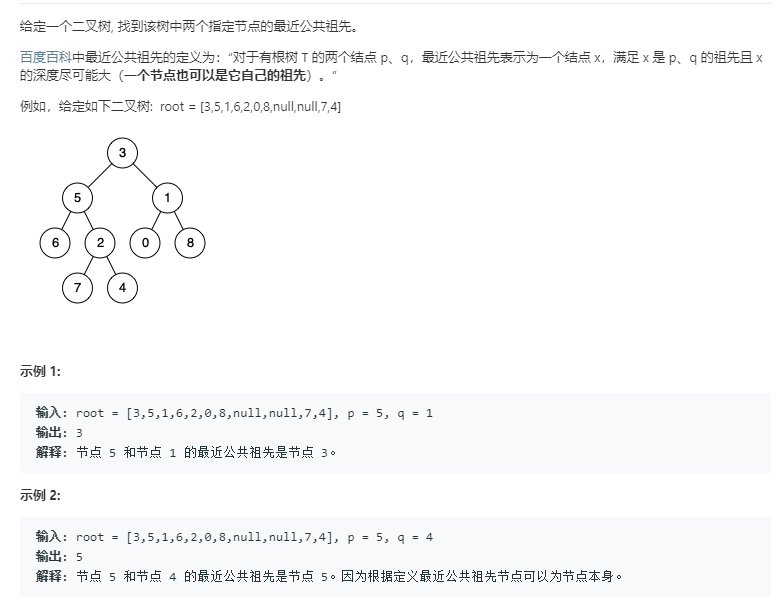 给定一个二叉树, 找到该树中两个指定节点的最近公共祖先。
百度百科中最近公共祖先的定义为：“对于有根树 T 的两个结点 p、q，最近公共祖先表示为一个结点 x，满足 x 是 p、q 的祖先且 x
的深度尽可能大（一个节点也可以是它自己的祖先）。”
例如，给定如下二叉树:  root = [3,5,1,6,2,0,8,null,null,7,4]
3
5 1
6 2 0 8
7 4
示例 1:
输入: root = [3,5,1,6,2,0,8,null,null,7,4], p = 5, q = 1
输出: 3
解释: 节点 5 和节点 1 的最近公共祖先是节点 3。
示例 2:
输入: root = [3,5,1,6,2,0,8,null,null,7,4], p = 5, q = 4
输出: 5
解释: 节点 5 和节点 4 的最近公共祖先是节点 5。因为根据定义最近公共祖先节点可以为节点本身。